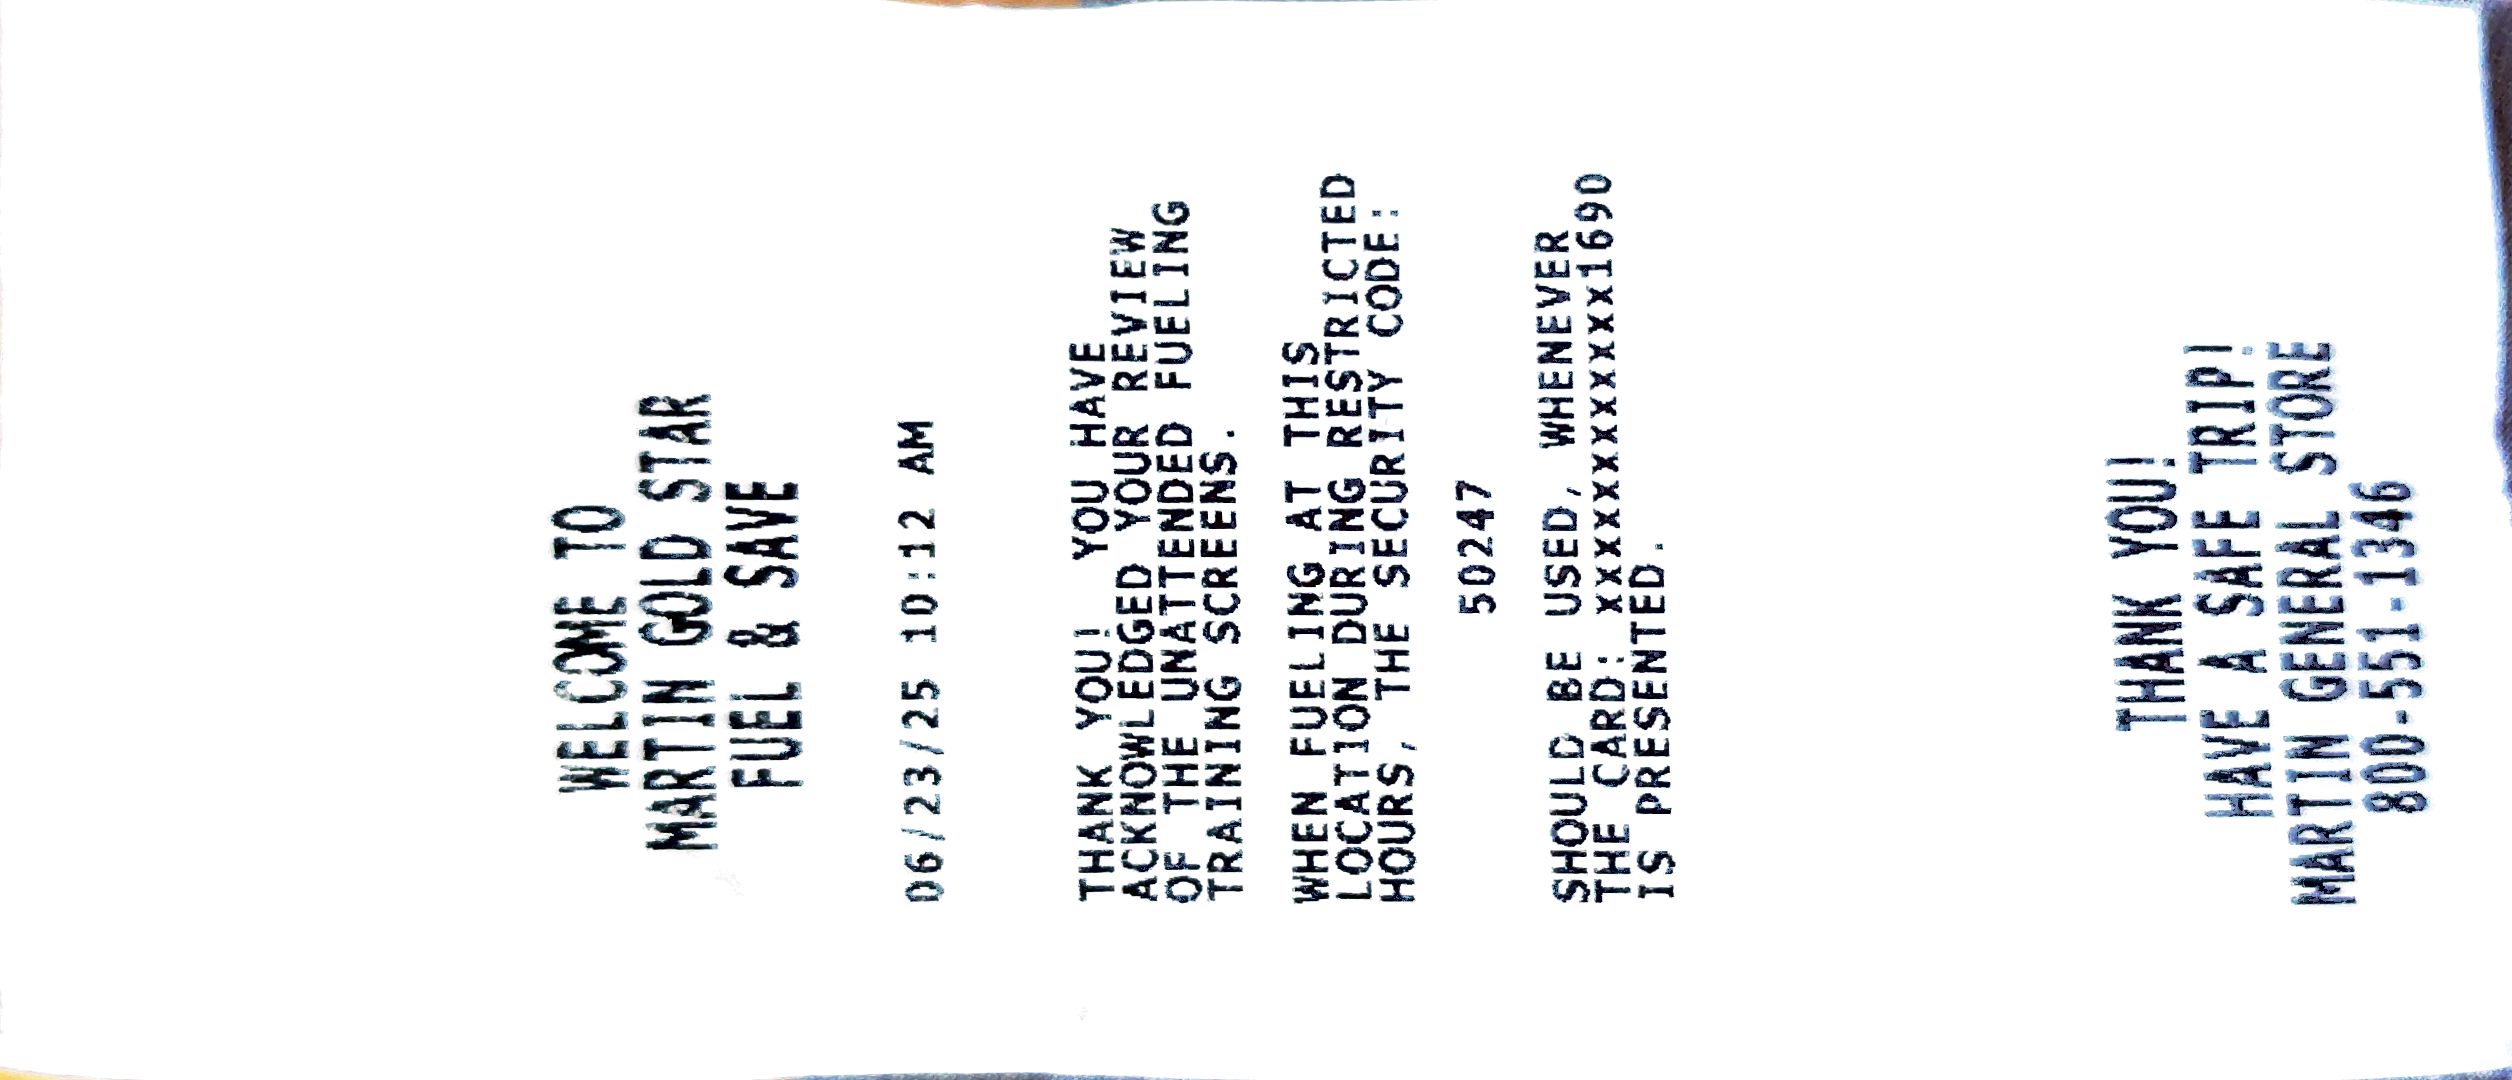 WELCOME TO
MARTIN GOLD STAR
FUEL & SAVE
06/23/25 10:12 AM
THANK YOU!  YOU HAVE
ACKNOWLEDGED YOUR REVIEW
OF THE UNATTENDED FUELING
TRAINING SCREENS.
WHEN FUELING AT THIS
LOCATION DURING RESTRICTED
HOURS, THE SECURITY CODE:
50247
SHOULD BE USED, WHENEVER
THE CARD: xxxxxxxxxxxx1690
IS PRESENTED.
THANK YOU!
HAVE A SAFE TRIP!
MARTIN GENERAL STORE
800-551-1346